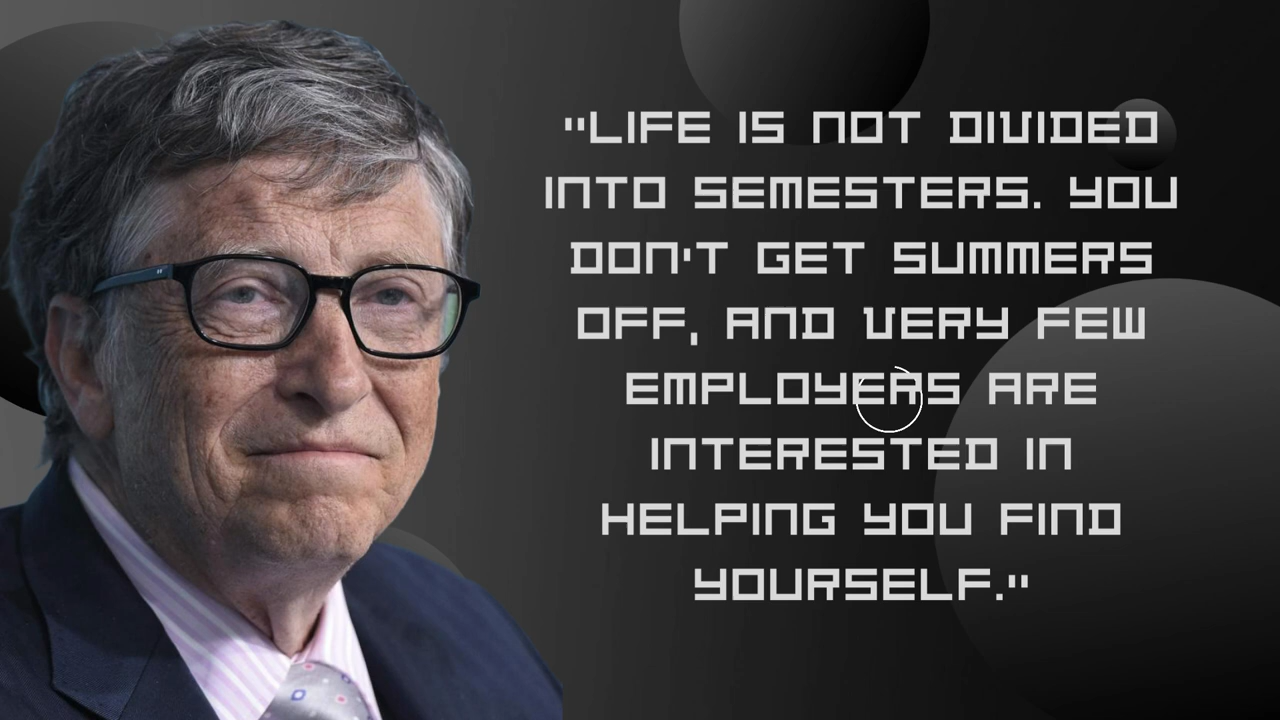 "LIFE IS NOT DIVIDED
INTO SEMESTERS. YOU
DON'T GET SUMMERS
OFF, AND VERY FEW
EMPLOYERS ARE
INTERESTED IN
HELPING YOU FIND
YOURSELF."